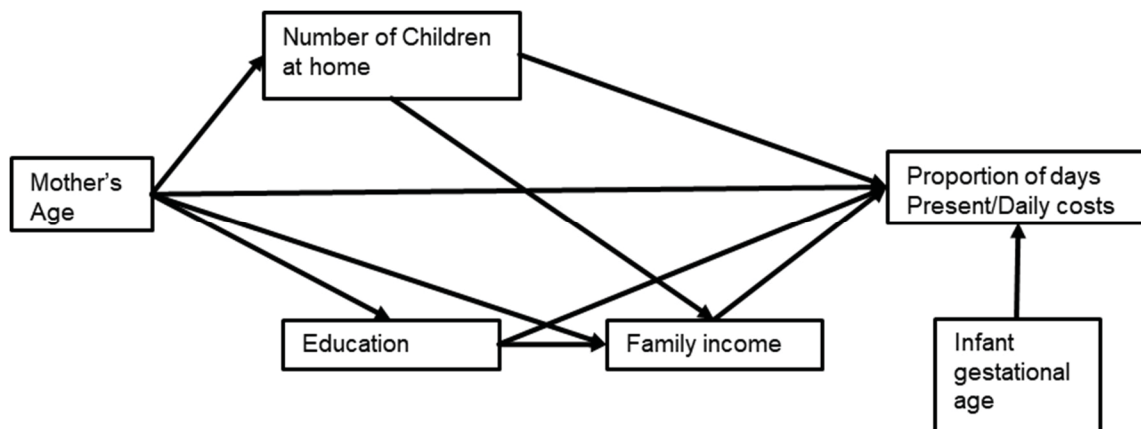 Number of Children
at home
Mother's
Age
Proportion of days
Present/Daily costs
Education
Family income
Infant
gestational
age